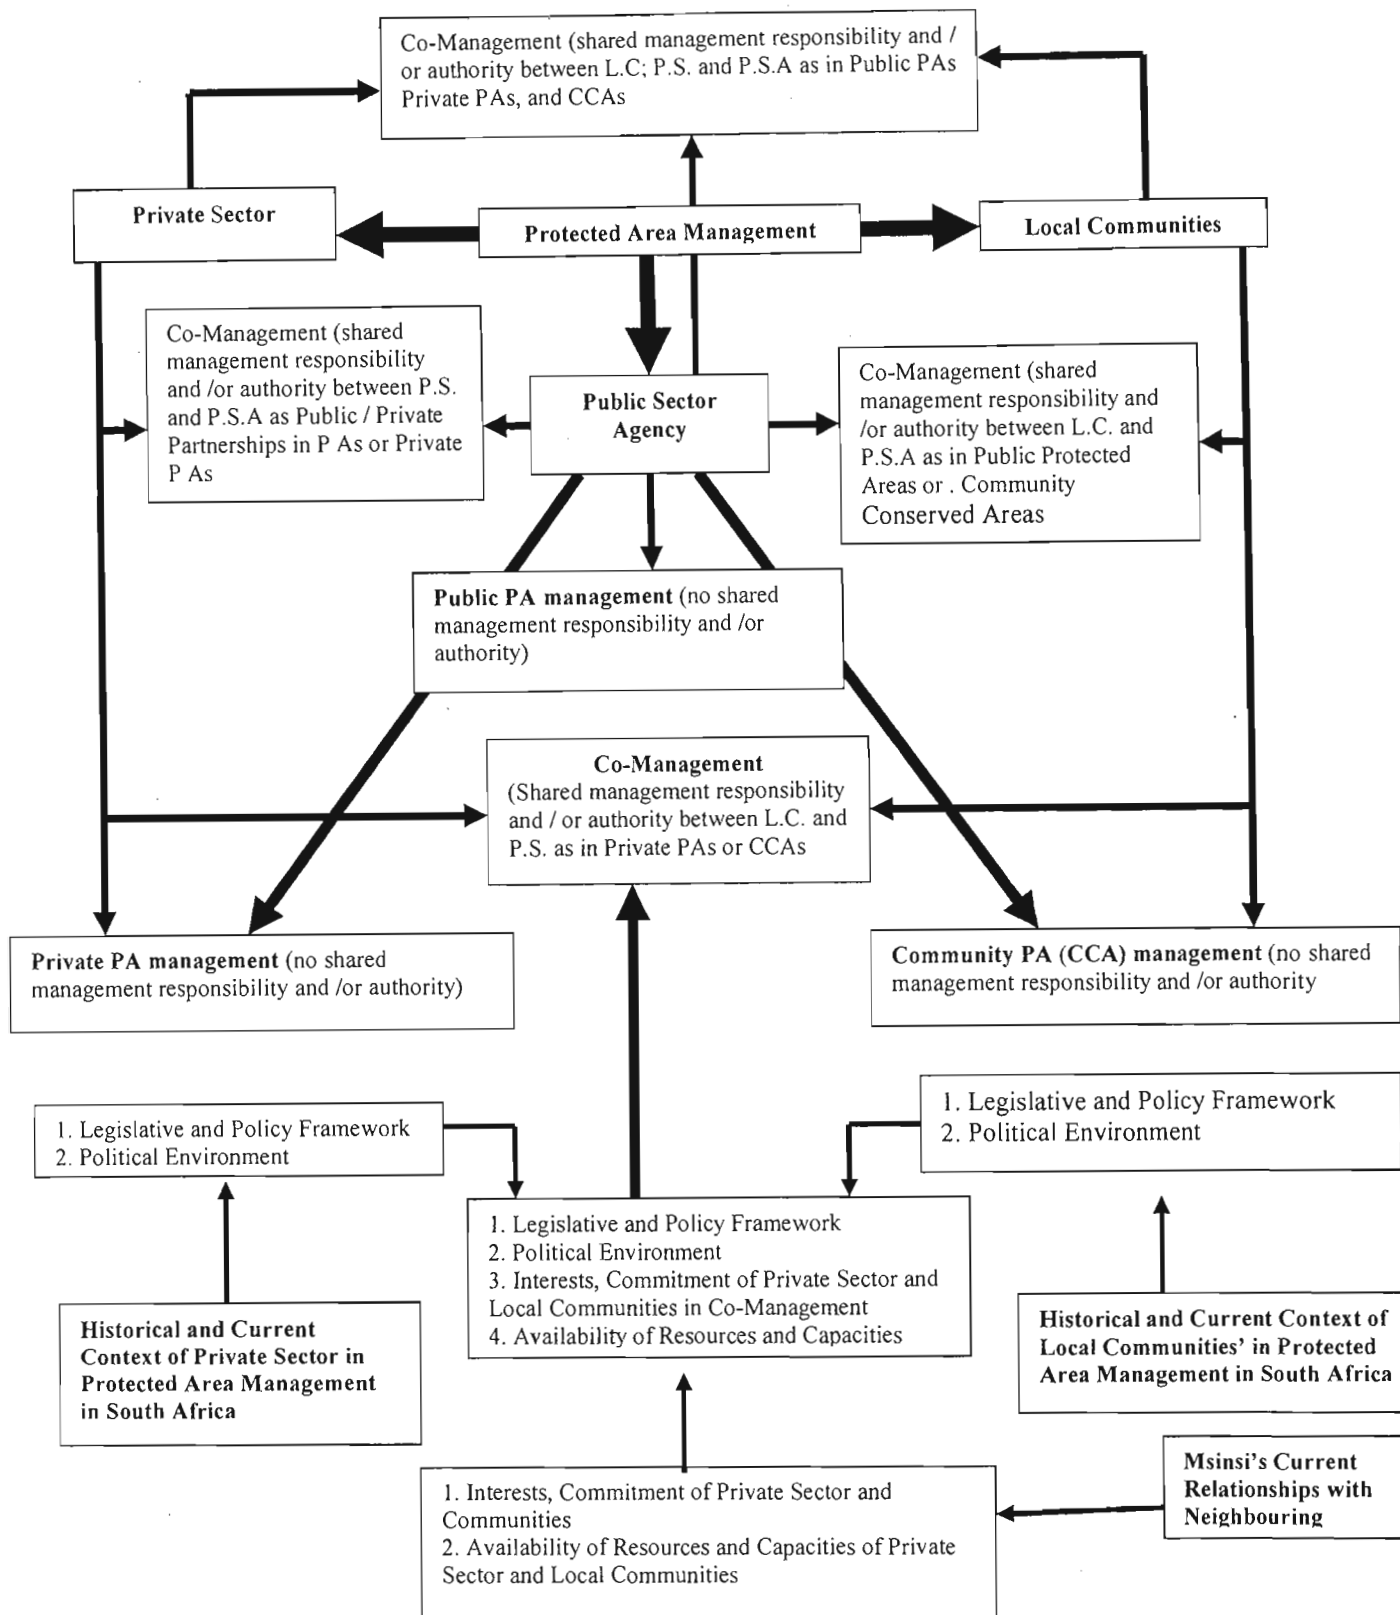 Co-Management (shared management responsibility and /
or authority between L.C; P.S. and P.S.A as in Public PAs
Private PAs, and CCAs
Private Sector
Protected Area Management
Local Communities
Co-Management (shared
management responsibility
and /or authority between P.S.
and P.S.A as Public / Private
Partnerships in P As or Private
P As
Public Sector
Agency
Co-Management (shared
management responsibility and
/or authority between L.C. and
P.S.A as in Public Protected
Areas or . Community
Conserved Areas
Public PA management (no shared
management responsibility and /or
authority)
Co-Management
(Shared management responsibility
and / or authority between L.C. and
P.S. as in Private PAs or CCAs
Private PA management (no shared
management responsibility and /or authority)
Community PA (CCA) management (no shared
management responsibility and /or authority
1. Legislative and Policy Framework
2. Political Environment
1. Legislative and Policy Framework
2. Political Environment
1. Legislative and Policy Framework
2. Political Environment
3. Interests, Commitment of Private Sector and
Local Communities in Co-Management
4. Availability of Resources and Capacities
Historical and Current
Context of Private Sector in
Protected Area Management
in South Africa
Historical and Current Context of
Local Communities' in Protected
Area Management in South Africa
1. Interests, Commitment of Private Sector and
Communities
2. Availability of Resources and Capacities of Private
Sector and Local Communities
Msinsi's Current
Relationships with
Neighbouring